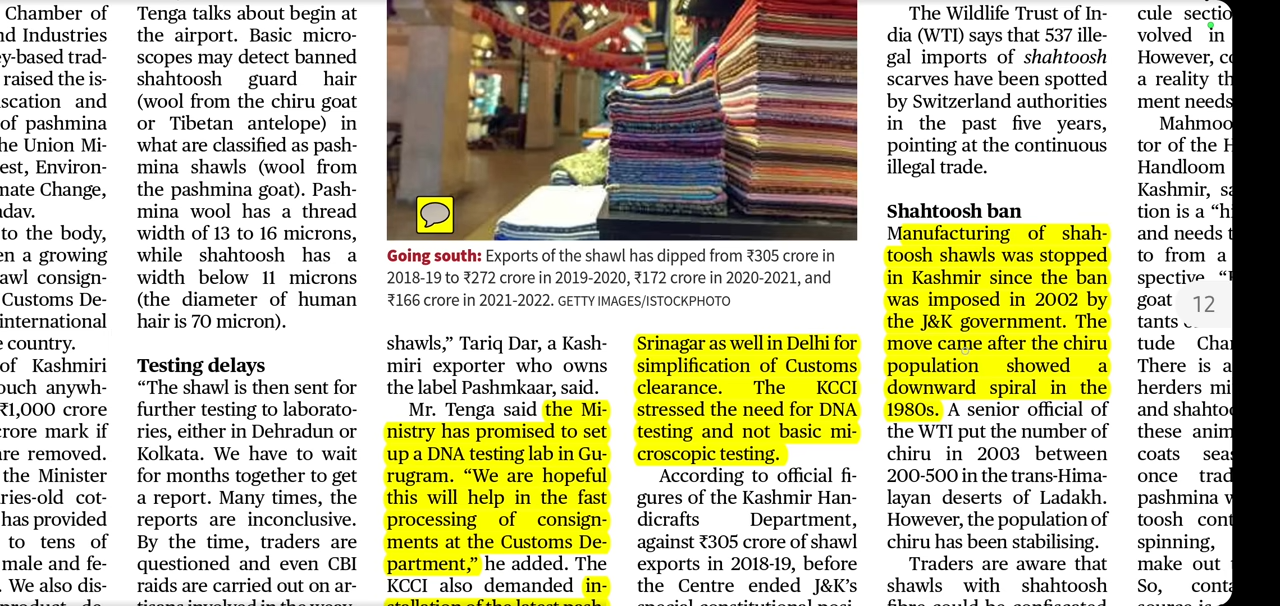 Chamber of
nd Industries
ey-based trad-
raised the is-
scation and
of pashmina
he Union Mi-
est, Environ-
mate Change,
adav.
to the body,
en a growing
awl consign-
Customs De-
international
e country.
of Kashmiri
ouch anywh-
₹1,000 crore
crore mark if
are removed.
the Minister
ries-old cot-
has provided
to tens of
male and fe-
. We also dis-
Tenga talks about begin at
the airport. Basic micro-
scopes may detect banned
shahtoosh guard hair
(wool from the chiru goat
or Tibetan antelope) in
what are classified as pash-
mina shawls (wool from
the pashmina goat). Pash-
mina wool has a thread
width of 13 to 16 microns,
while shahtoosh has a
width below 11 microns
(the diameter of human
hair is 70 micron).
Testing delays
“The shawl is then sent for
further testing to laborato-
ries, either in Dehradun or
Kolkata. We have to wait
for months together to get
a report. Many times, the
reports are inconclusive.
By the time, traders are
questioned and even CBI
raids are carried out on ar-
Going south: Exports of the shawl has dipped from ₹305 crore in
2018-19 to ₹272 crore in 2019-2020, ₹172 crore in 2020-2021, and
₹166 crore in 2021-2022. GETTY IMAGES/ISTOCKPHOTO
shawls,” Tariq Dar, a Kash-
miri exporter who owns
the label Pashmkaar, said.
Mr. Tenga said the Mi-
nistry has promised to set
up a DNA testing lab in Gu-
rugram. “We are hopeful
this will help in the fast
processing of consign-
ments at the Customs De-
partment,” he added. The
KCCI also demanded in-
Srinagar as well in Delhi for
simplification of Customs
clearance. The KCCI
stressed the need for DNA
testing and not basic mi-
croscopic testing.
According to official fi-
gures of the Kashmir Han-
dicrafts Department,
against ₹305 crore of shawl
exports in 2018-19, before
the Centre ended J&K’s
The Wildlife Trust of In-
dia (WTI) says that 537 ille-
gal imports of shahtoosh
scarves have been spotted
by Switzerland authorities
in the past five years,
pointing at the continuous
illegal trade.
Shahtoosh ban
Manufacturing of shah-
toosh shawls was stopped
in Kashmir since the ban
was imposed in 2002 by
the J&K government. The
move came after the chiru
population showed a
downward spiral in the
1980s. A senior official of
the WTI put the number of
chiru in 2003 between
200-500 in the trans-Hima-
layan deserts of Ladakh.
However, the population of
chiru has been stabilising.
Traders are aware that
shawls with shahtoosh
fibre could be confiscated
cule sectio
volved in
However, co
a reality th
ment needs
Mahmoo
tor of the H
Handloom
Kashmir, sa
tion is a “hi
and needs t
to from a
spective. “
goat
tants
tude Cha
There is a
herders mi
and shahtoo
these anim
coats seas
once trad
pashmina w
toosh cont
spinning,
make out
So, conta
12